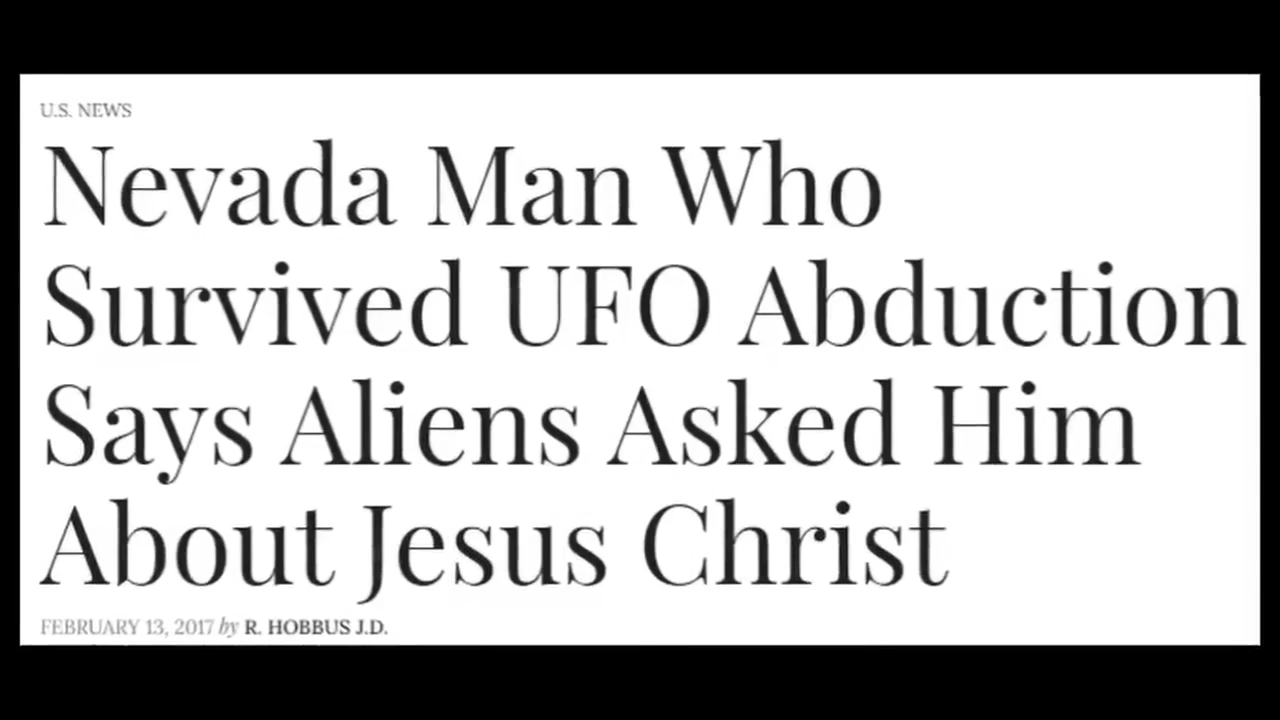 U.S. NEWS
Nevada Man Who
Survived UFO Abduction
Says Aliens Asked Him
About Jesus Christ
FEBRUARY 13, 2017 by R. HOBBUS J.D.